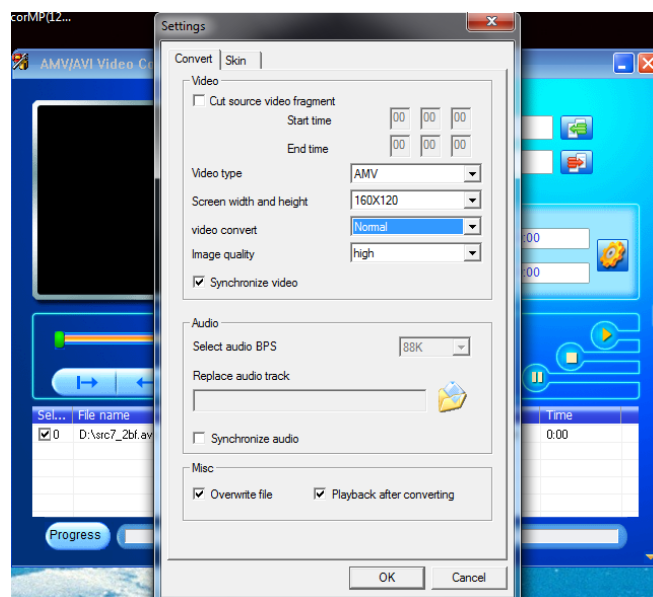 corMP(12...
Settings
AMV/AVI Video Co
Convert
Skin
Video
Cut source video fragment
Start time 00 00 00
End time 00 00 00
Video type AMV
Screen width and height 160X120
video convert Normal
:00
Image quality high
:00
Synchronize video
Audio
Select audio BPS 88K
Replace audio track
Sel... File name Time
0 D:\src7_2bf.av 0:00
Synchronize audio
Misc
Overwrite file Playback after converting
Progress
OK Cancel